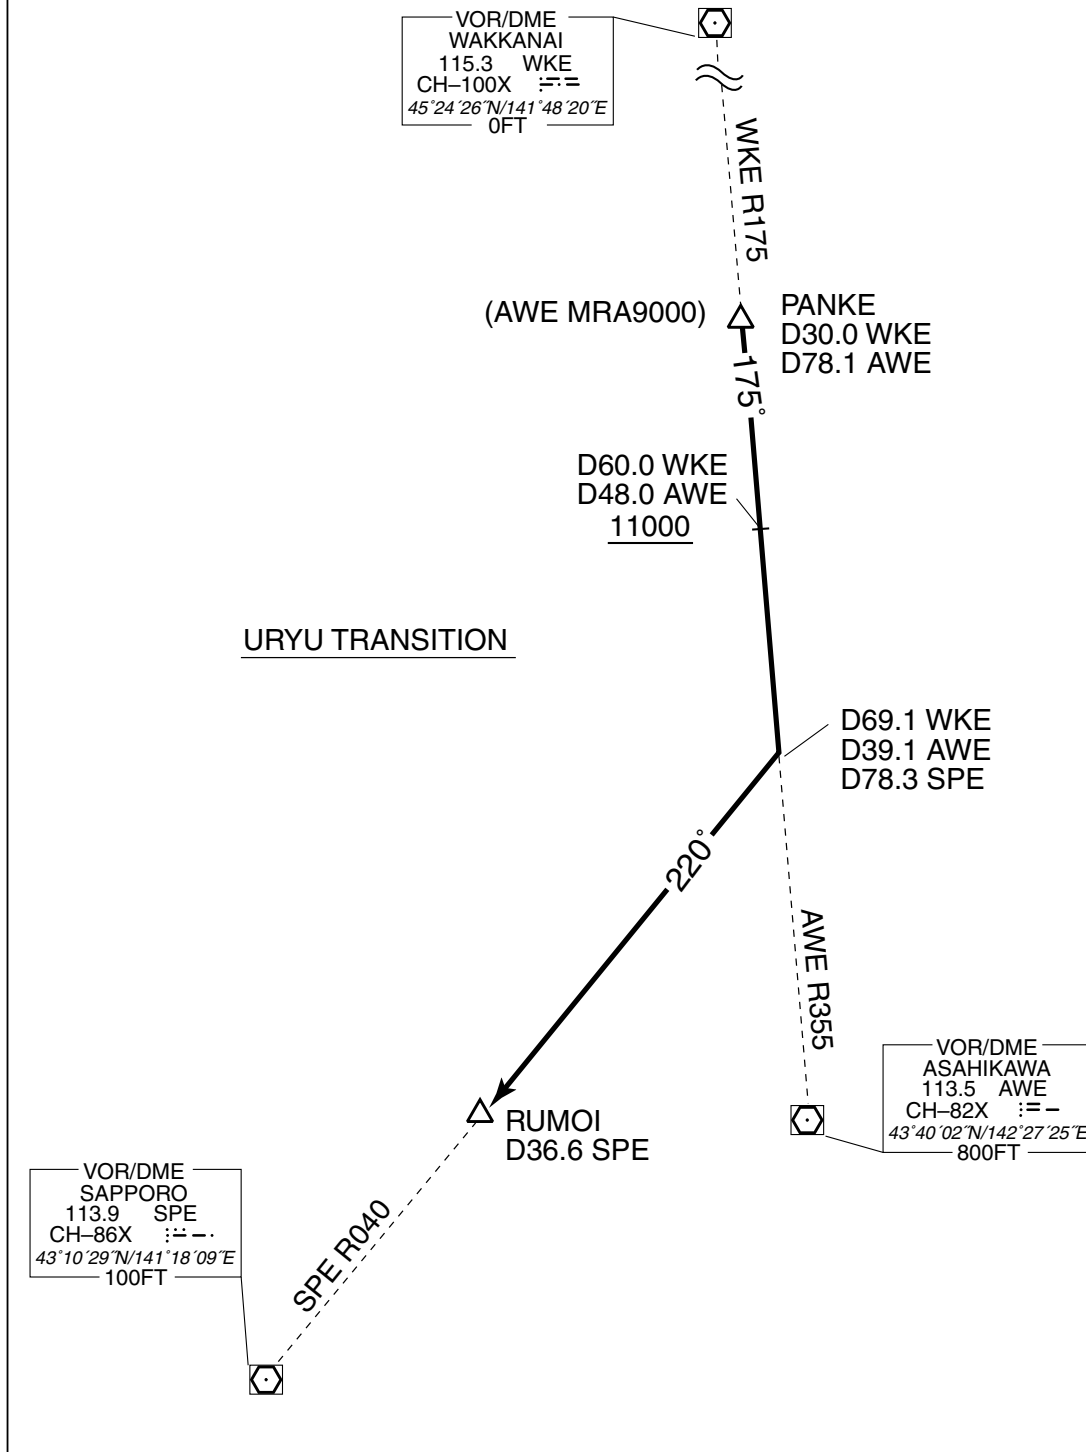 VOR/DME
WAKKANAI
115.3 WKE
CH–100X
45°24´26˝N/141°48´20˝E
0FT
WKE R175
(AWE MRA9000)
PANKE
D30.0 WKE
D78.1 AWE
175°
D60.0 WKE
D48.0 AWE
11000
URYU TRANSITION
D69.1 WKE
D39.1 AWE
D78.3 SPE
220°
AWE R355
VOR/DME
ASAHIKAWA
113.5 AWE
CH–82X
43°40´02˝N/142°27´25˝E
800FT
RUMOI
D36.6 SPE
VOR/DME
SAPPORO
113.9 SPE
CH–86X
43°10´29˝N/141°18´09˝E
100FT
SPE R040